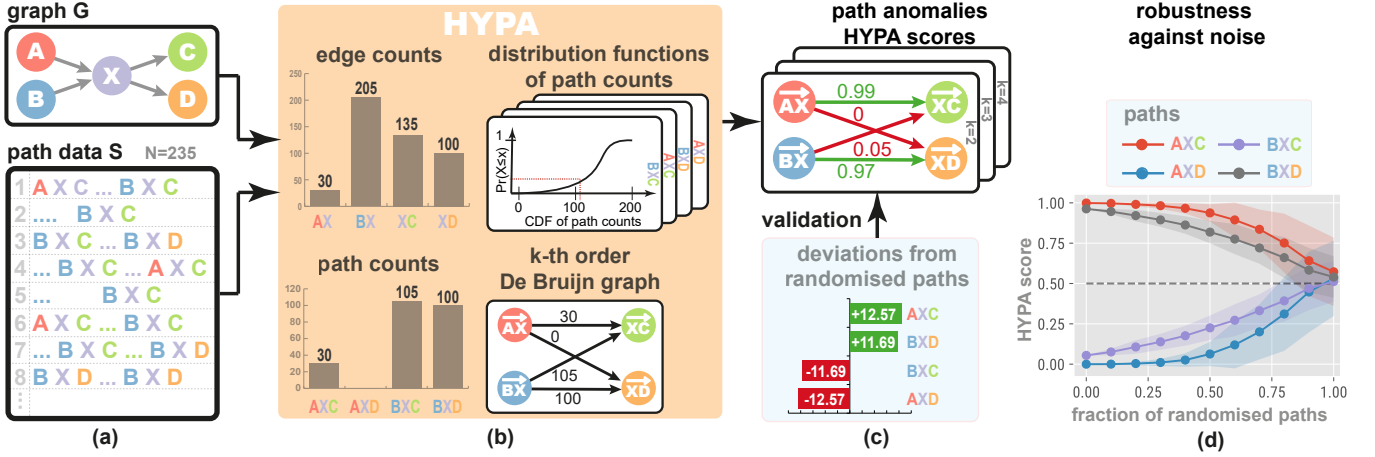 graph G
A
B
X
C
D
path data S N=235
1 A X C ... B X C
2 .... B X C
3 B X C ... B X D
4 ... B X C ... A X C
5 ... B X C
6 A X C ... B X C
7 ... B X C ... B X D
8 B X D ... B X D
(a)
HYPA
edge counts
250
200
150
100
50
0
30
205
135
100
AX BX XC XD
path counts
120
100
80
60
40
20
0
30
105
100
AXC AXD BXC BXD
distribution functions
of path counts
1
Pr(X≤x)
0 100 200
CDF of path counts
BXC
AXC
BXD
AXD
k-th order
De Bruijn graph
AX
BX
XC
XD
30
0
105
100
(b)
path anomalies
HYPA scores
AX
BX
XC
XD
0.99
0
0.05
0.97
k=2
k=3
k=4
validation
deviations from
randomised paths
+12.57 AXC
+11.69 BXD
-11.69 BXC
-12.57 AXD
(c)
robustness
against noise
paths
AXC BXC
AXD BXD
HYPA score
1.00
0.75
0.50
0.25
0.00
0.00 0.25 0.50 0.75 1.00
fraction of randomised paths
(d)